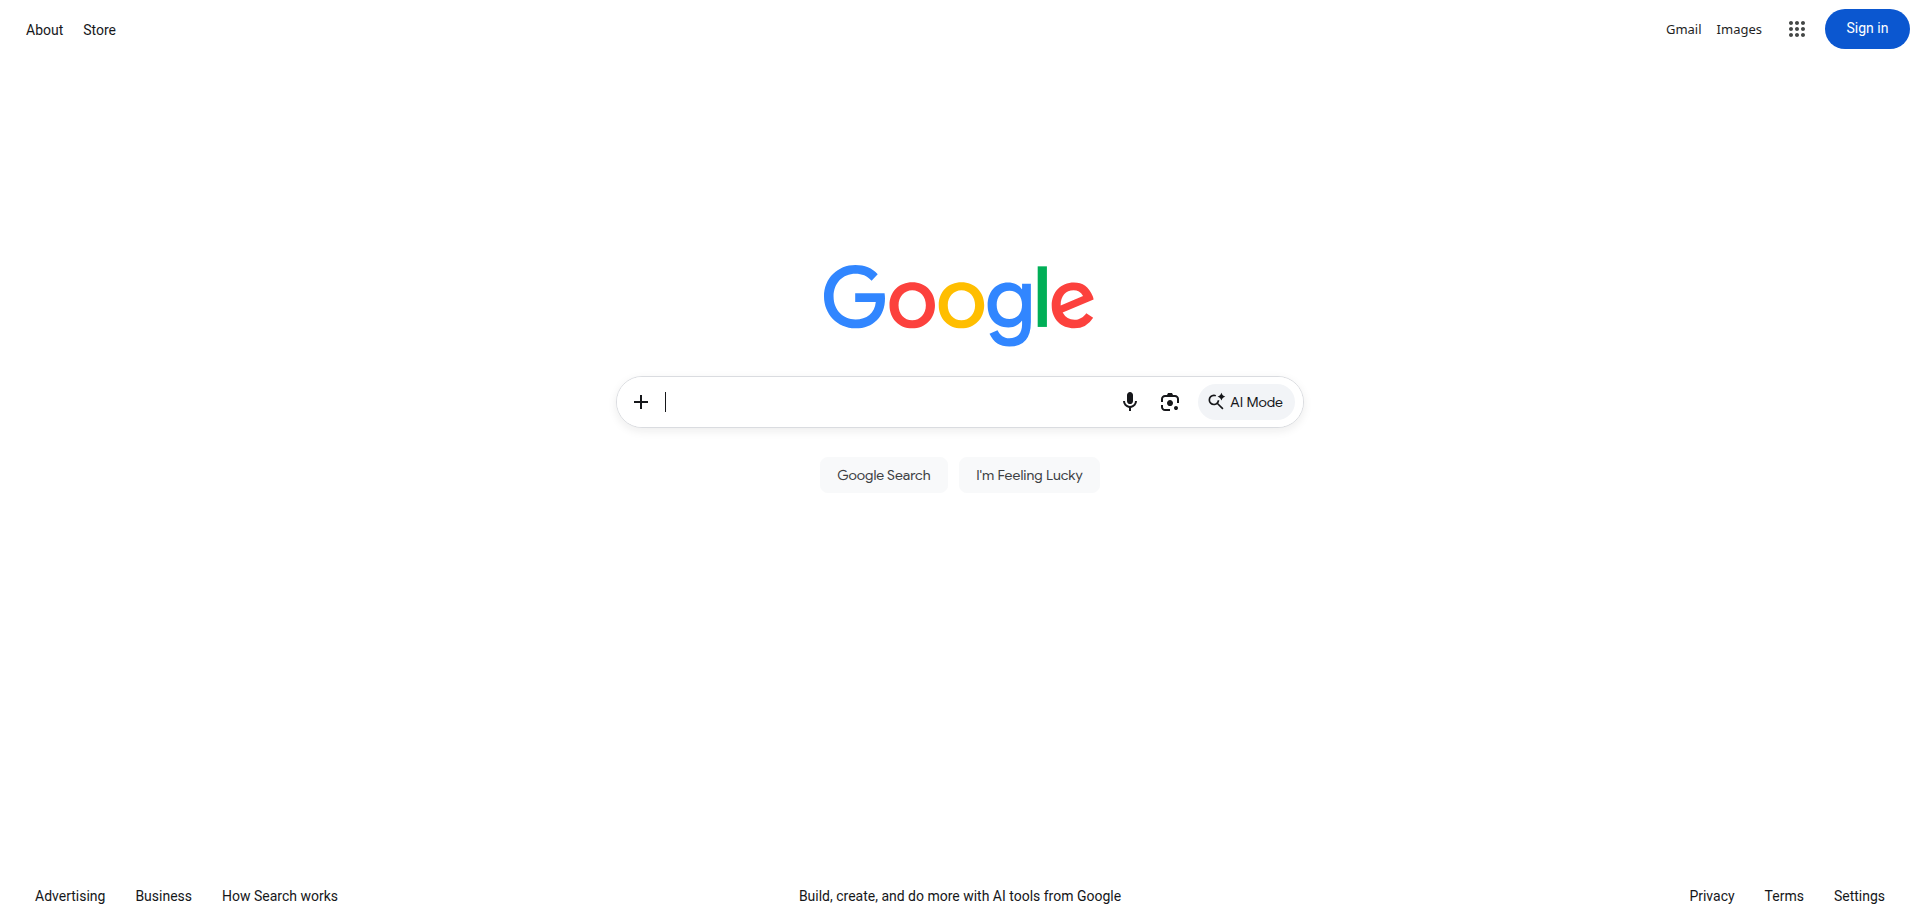 About Store
Gmail Images Sign in
Google
AI Mode
Google Search I'm Feeling Lucky
Build, create, and do more with AI tools from Google
Advertising Business How Search works
Privacy Terms Settings